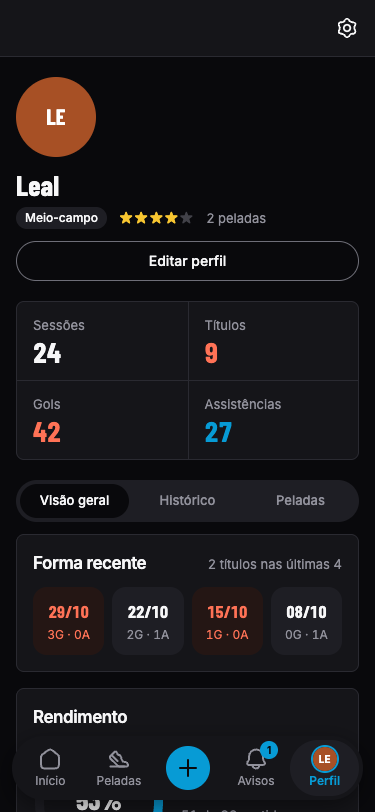 LE
Leal
Meio-campo
2 peladas
Editar perfil
Sessões
Títulos
24
9
Gols
Assistências
42
27
Visão geral
Histórico
Peladas
Forma recente
2 títulos nas últimas 4
29/10
22/10
15/10
08/10
3G · 0A
2G · 1A
1G · 0A
0G · 1A
Rendimento
1
LE
Início
Peladas
Avisos
Perfil